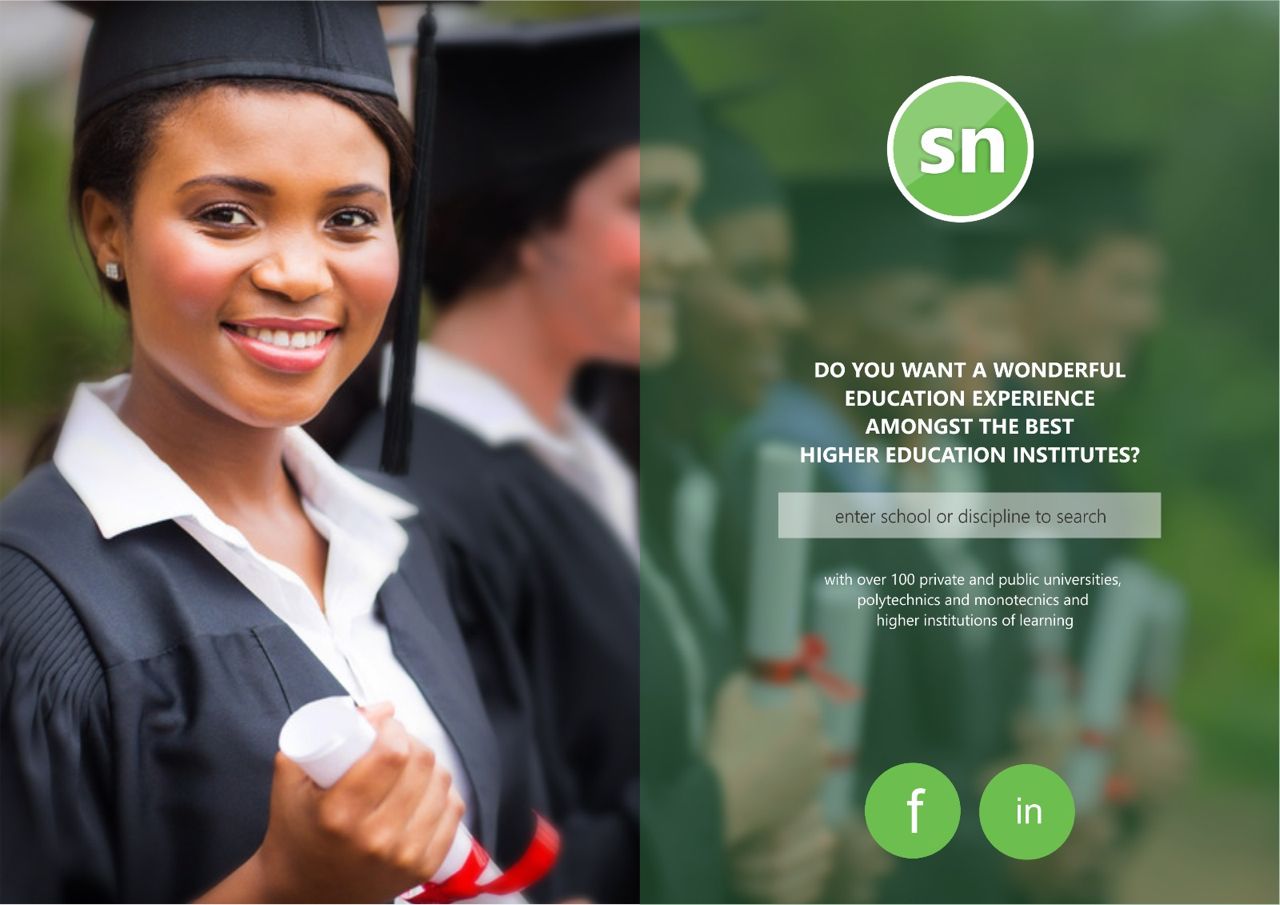 sn
DO YOU WANT A WONDERFUL
EDUCATION EXPERIENCE
AMONGST THE BEST
HIGHER EDUCATION INSTITUTES?
enter school or discipline to search
with over 100 private and public universities,
polytechnics and monotecnics and
higher institutions of learning
f
in